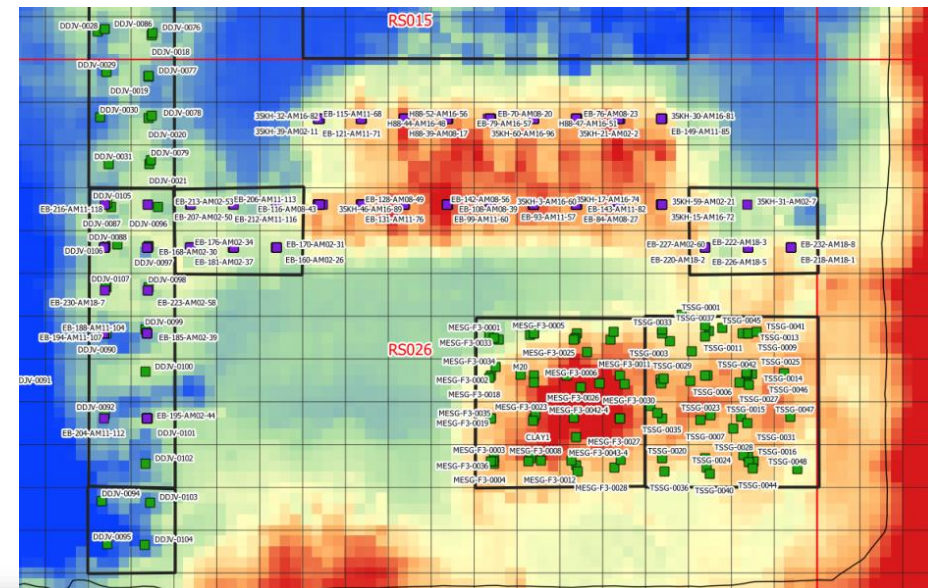 RS015
DDJV-0028
DDJV-0086
DDJV-0076
DDJV-0018
DDJV-0029
DDJV-0077
DDJV-0019
DDJV-0030
DDJV-0078
DDJV-0020
35KH-32-AM16-82
EB-115-AM11-68
H8B-52-AM16-56
EB-70-AM08-20
EB-76-AM08-23
35KH-30-AM16-81
H8B-44-AM16-48
EB-79-AM16-57
H8B-47-AM16-51
35KH-39-AM02-11
EB-121-AM11-71
H8B-39-AM08-17
35KH-60-AM16-96
35KH-21-AM02-2
EB-149-AM11-85
DDJV-0031
DDJV-0079
DDJV-0021
DDJV-0105
EB-213-AM02-53
EB-206-AM11-113
EB-128-AM08-49
EB-142-AM08-56
35KH-3-AM16-60
35KH-17-AM16-74
35KH-59-AM02-21
35KH-31-AM02-7
EB-216-AM11-118
EB-116-AM08-43
35KH-46-AM16-89
EB-108-AM08-39
EB-143-AM11-82
EB-207-AM02-50
EB-212-AM11-116
EB-131-AM11-76
EB-99-AM11-60
EB-93-AM11-57
EB-84-AM08-27
35KH-15-AM16-72
DDJV-0087
DDJV-0096
DDJV-0088
EB-176-AM02-34
EB-170-AM02-31
EB-227-AM02-60
EB-222-AM18-3
EB-232-AM18-8
DDJV-0106
EB-168-AM02-30
DDJV-0097
EB-181-AM02-37
EB-160-AM02-26
EB-220-AM18-2
EB-226-AM18-5
EB-218-AM18-1
DDJV-0107
DDJV-0098
EB-230-AM18-7
EB-223-AM02-58
EB-188-AM11-104
DDJV-0099
EB-194-AM11-107
EB-185-AM02-39
DDJV-0090
RS026
MESG-F3-0001
MESG-F3-0005
TSSG-0033
TSSG-0001
TSSG-0037
TSSG-0045
TSSG-0041
MESG-F3-0033
TSSG-0013
MESG-F3-0025
TSSG-0003
TSSG-0011
TSSG-0009
DDJV-0100
MESG-F3-0034
M20
MESG-F3-0011
TSSG-0029
TSSG-0042
TSSG-0025
DDJV-0091
MESG-F3-0002
MESG-F3-0006
TSSG-0014
MESG-F3-0018
MESG-F3-0026
MESG-F3-0030
TSSG-0006
TSSG-0027
TSSG-0046
DDJV-0092
EB-195-AM02-44
MESG-F3-0035
MESG-F3-0023
MESG-F3-0042-4
TSSG-0023
TSSG-0015
TSSG-0047
MESG-F3-0019
TSSG-0035
EB-204-AM11-112
DDJV-0101
CLAY1
MESG-F3-0027
TSSG-0007
TSSG-0031
MESG-F3-0003
MESG-F3-0008
MESG-F3-0043-4
TSSG-0020
TSSG-0024
TSSG-0028
TSSG-0016
DDJV-0102
MESG-F3-0036
TSSG-0048
MESG-F3-0004
MESG-F3-0012
MESG-F3-0028
TSSG-0036
TSSG-0040
TSSG-0044
DDJV-0094
DDJV-0103
DDJV-0095
DDJV-0104